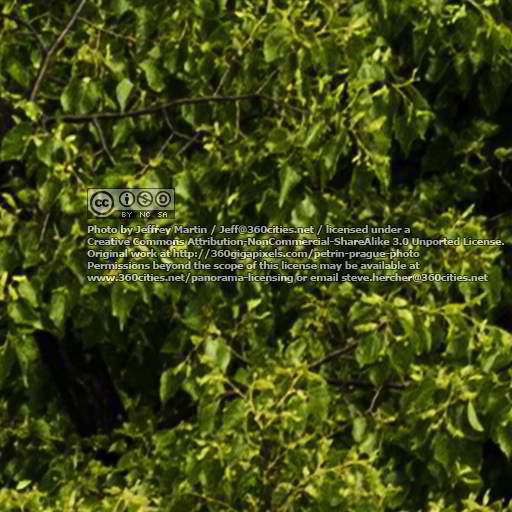 cc BY NC SA
Photo by Jeffrey Martin / Jeff@360cities.net / licensed under a
Creative Commons Attribution-NonCommercial-ShareAlike 3.0 Unported License.
Original work at http://360gigapixels.com/petrin-prague-photo
Permissions beyond the scope of this license may be available at
www.360cities.net/panorama-licensing or email steve.hercher@360cities.net